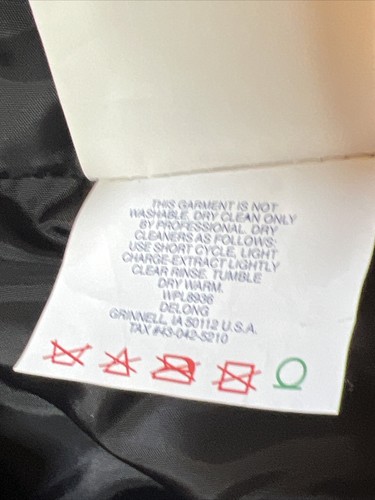 THIS GARMENT IS NOT
WASHABLE. DRY CLEAN ONLY
BY PROFESSIONAL DRY
CLEANERS AS FOLLOWS:
USE SHORT CYCLE, LIGHT
CHARGE-EXTRACT LIGHTLY
CLEAR RINSE. TUMBLE
DRY WARM.
WPL8936
DELONG
GRINNELL, IA 50112 U.S.A.
TAX #43-042-5210